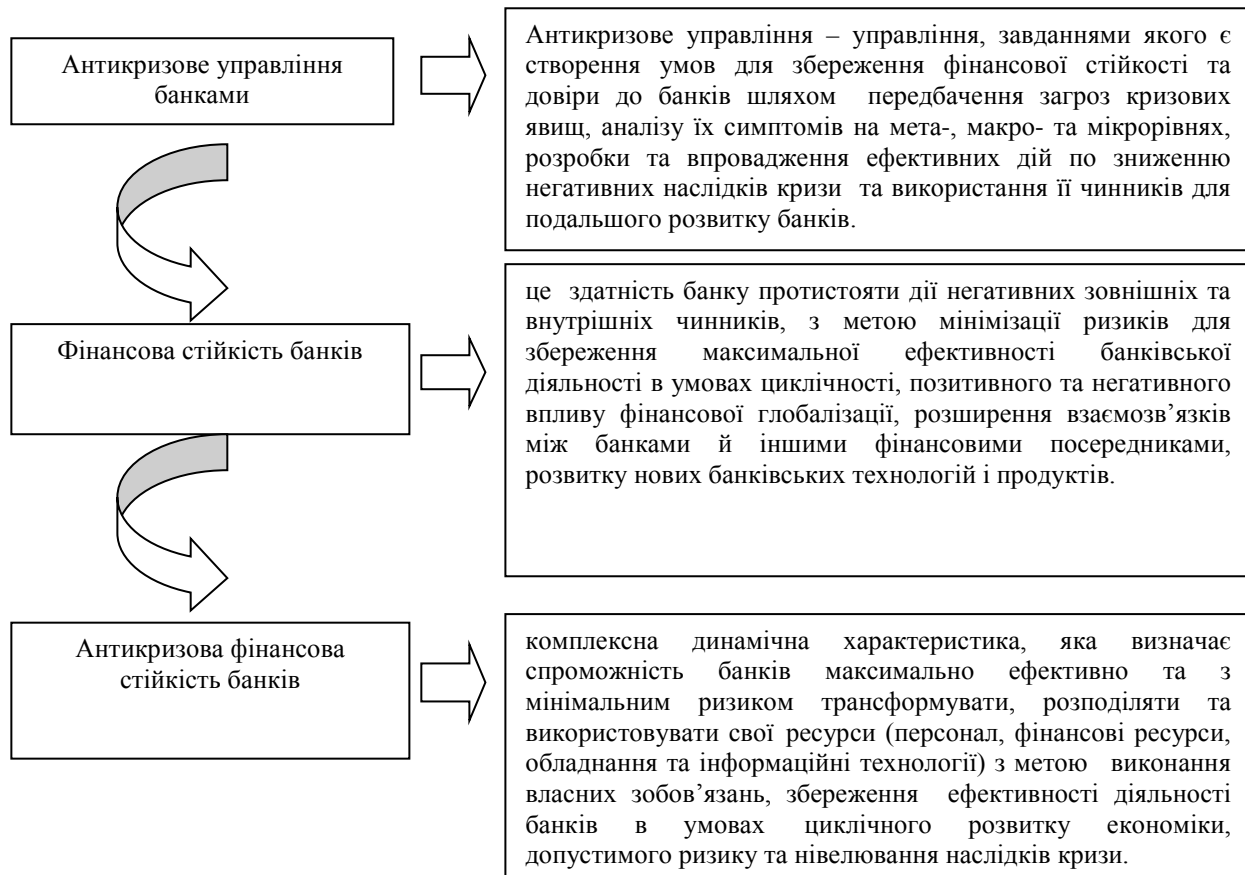 Антикризове управління
банками
Антикризове управління – управління, завданнями якого є
створення умов для збереження фінансової стійкості та
довіри до банків шляхом передбачення загроз кризових
явищ, аналізу їх симптомів на мета-, макро- та мікрорівнях,
розробки та впровадження ефективних дій по зниженню
негативних наслідків кризи та використання її чинників для
подальшого розвитку банків.
Фінансова стійкість банків
це здатність банку протистояти дії негативних зовнішніх та
внутрішніх чинників, з метою мінімізації ризиків для
збереження максимальної ефективності банківської
діяльності в умовах циклічності, позитивного та негативного
впливу фінансової глобалізації, розширення взаємозв’язків
між банками й іншими фінансовими посередниками,
розвитку нових банківських технологій і продуктів.
Антикризова фінансова
стійкість банків
комплексна динамічна характеристика, яка визначає
спроможність банків максимально ефективно та з
мінімальним ризиком трансформувати, розподіляти та
використовувати свої ресурси (персонал, фінансові ресурси,
обладнання та інформаційні технології) з метою виконання
власних зобов’язань, збереження ефективності діяльності
банків в умовах циклічного розвитку економіки,
допустимого ризику та нівелювання наслідків кризи.